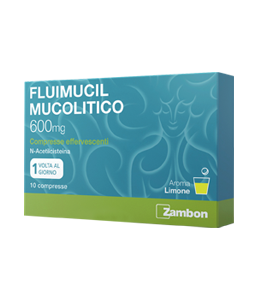 FLUIMUCIL
MUCOLITICO
600mg
Compresse effervescenti
N-Acetilcisteina
1 VOLTA AL
GIORNO
10 compresse
Aroma
Limone
Zambon